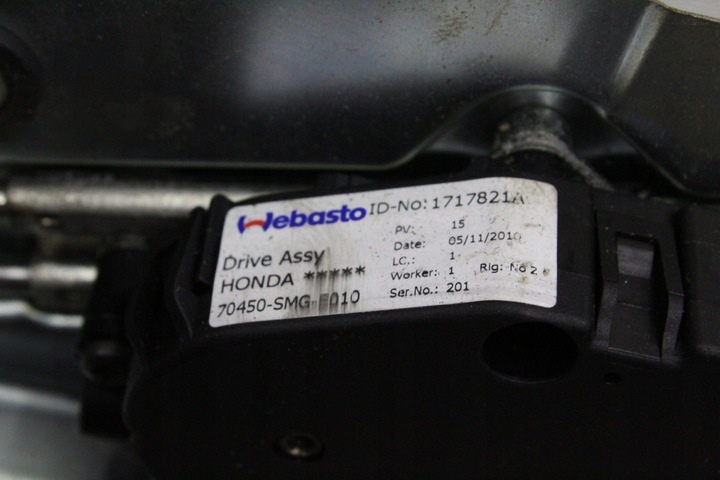 Webasto ID-No: 1717821A
Drive Assy
HONDA *****
70450-SMG- 010
PV: 15
Date: 05/11/2010
LC.: 1
Worker: 1 Rig: No 2
Ser.No.: 201